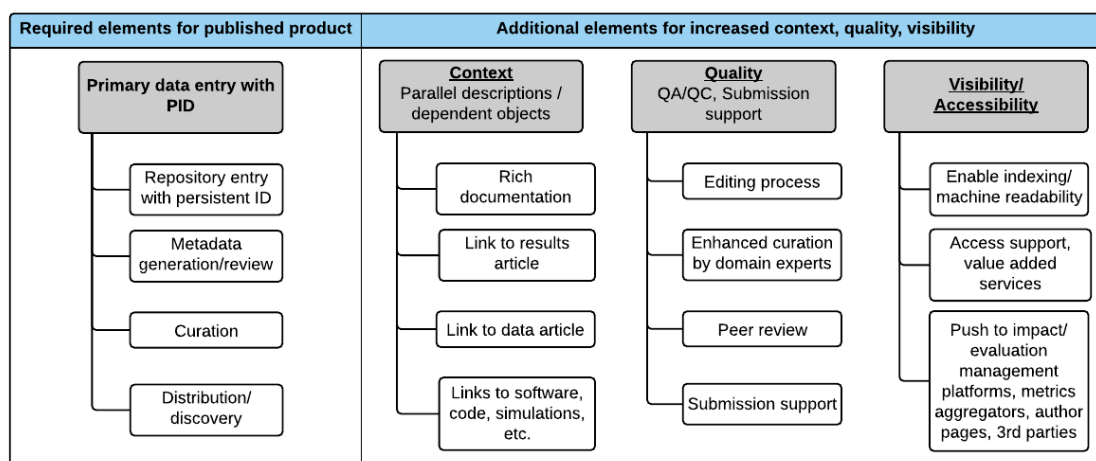 Required elements for published product
Additional elements for increased context, quality, visibility
Primary data entry with
PID
Repository entry
with persistent ID
Metadata
generation/review
Curation
Distribution/
discovery
Context
Parallel descriptions /
dependent objects
Rich
documentation
Link to results
article
Link to data article
Links to software,
code, simulations,
etc.
Quality
QA/QC, Submission
support
Editing process
Enhanced curation
by domain experts
Peer review
Submission support
Visibility/
Accessibility
Enable indexing/
machine readability
Access support,
value added
services
Push to impact/
evaluation
management
platforms, metrics
aggregators, author
pages, 3rd parties